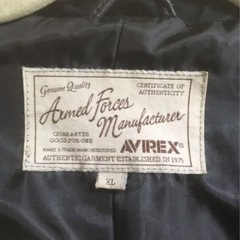 Genuine Quality
CERTIFICATE OF
AUTHENTICITY
Armed Forces
Manufacturer
GUARANTEE
GOOD FOR ONE
AVIREX®
NAME & TRADE MARK REGISTERED
AUTHENTIC GARMENT ESTABLISHED IN 1975
XL